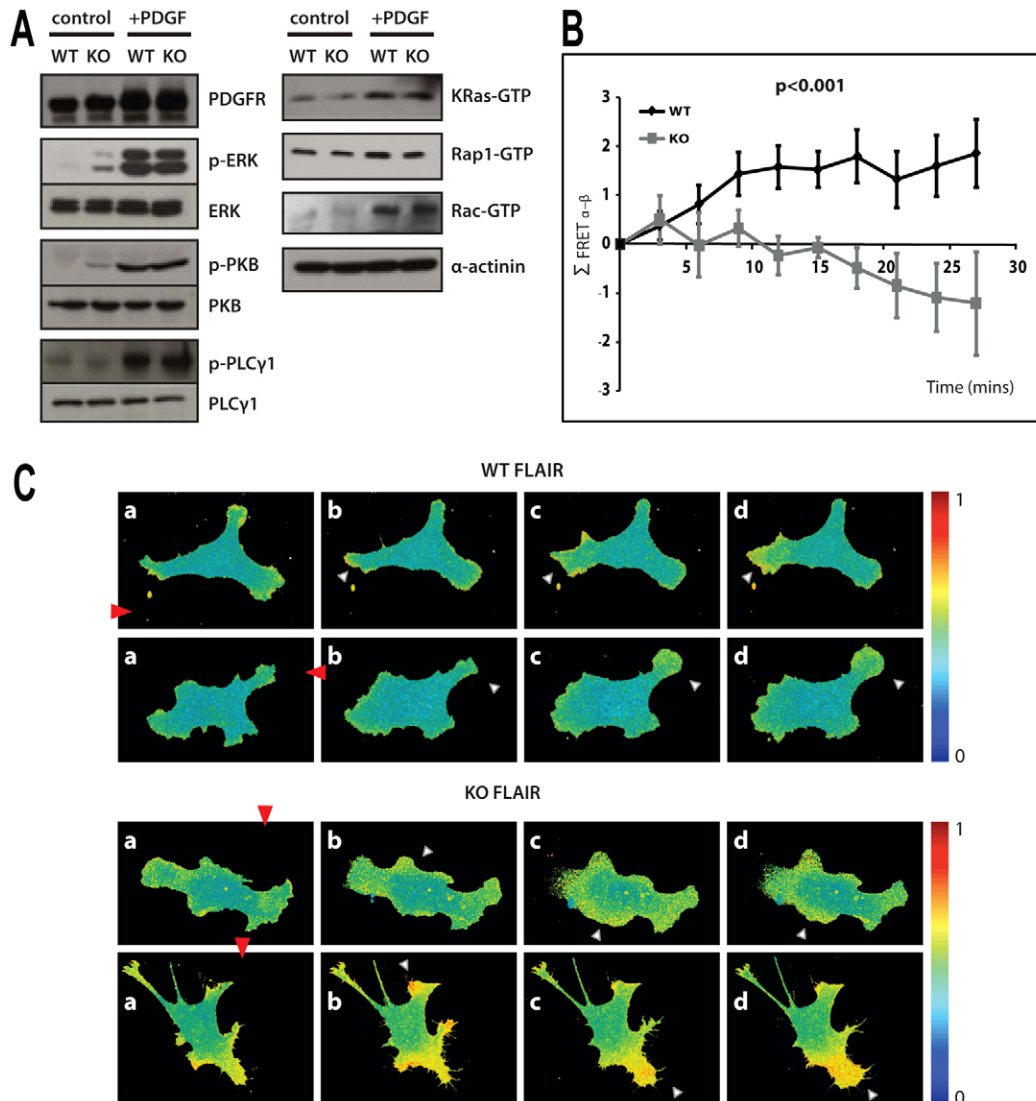 A
control +PDGF
WT KO WT KO
PDGFR
p-ERK
ERK
p-PKB
PKB
p-PLCγ1
PLCγ1
control +PDGF
WT KO WT KO
KRas-GTP
Rap1-GTP
Rac-GTP
α-actinin
B
p<0.001
WT
KO
3
2
1
0
-1
-2
-3
5 10 15 20 25 30
Σ FRET α-β
Time (mins)
C
WT FLAIR
a b c d
1
a b c d
0
KO FLAIR
a b c d
1
a b c d
0